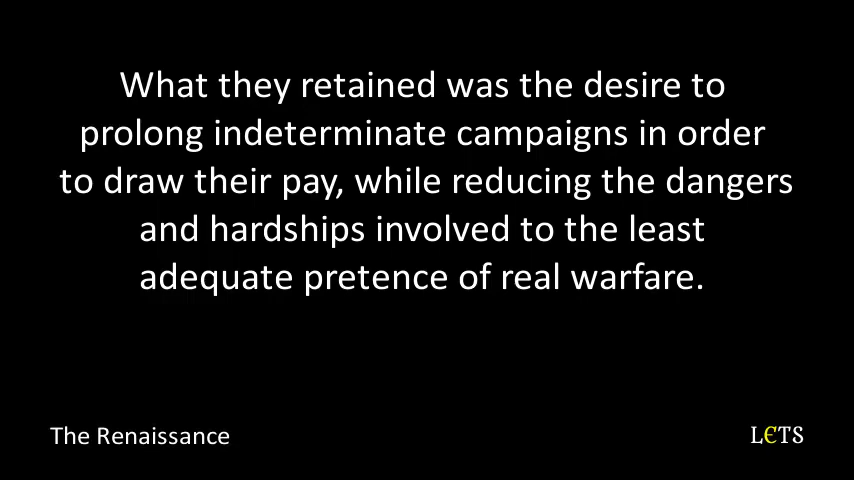 What they retained was the desire to
prolong indeterminate campaigns in order
to draw their pay, while reducing the dangers
and hardships involved to the least
adequate pretence of real warfare.
The Renaissance
LЄTS